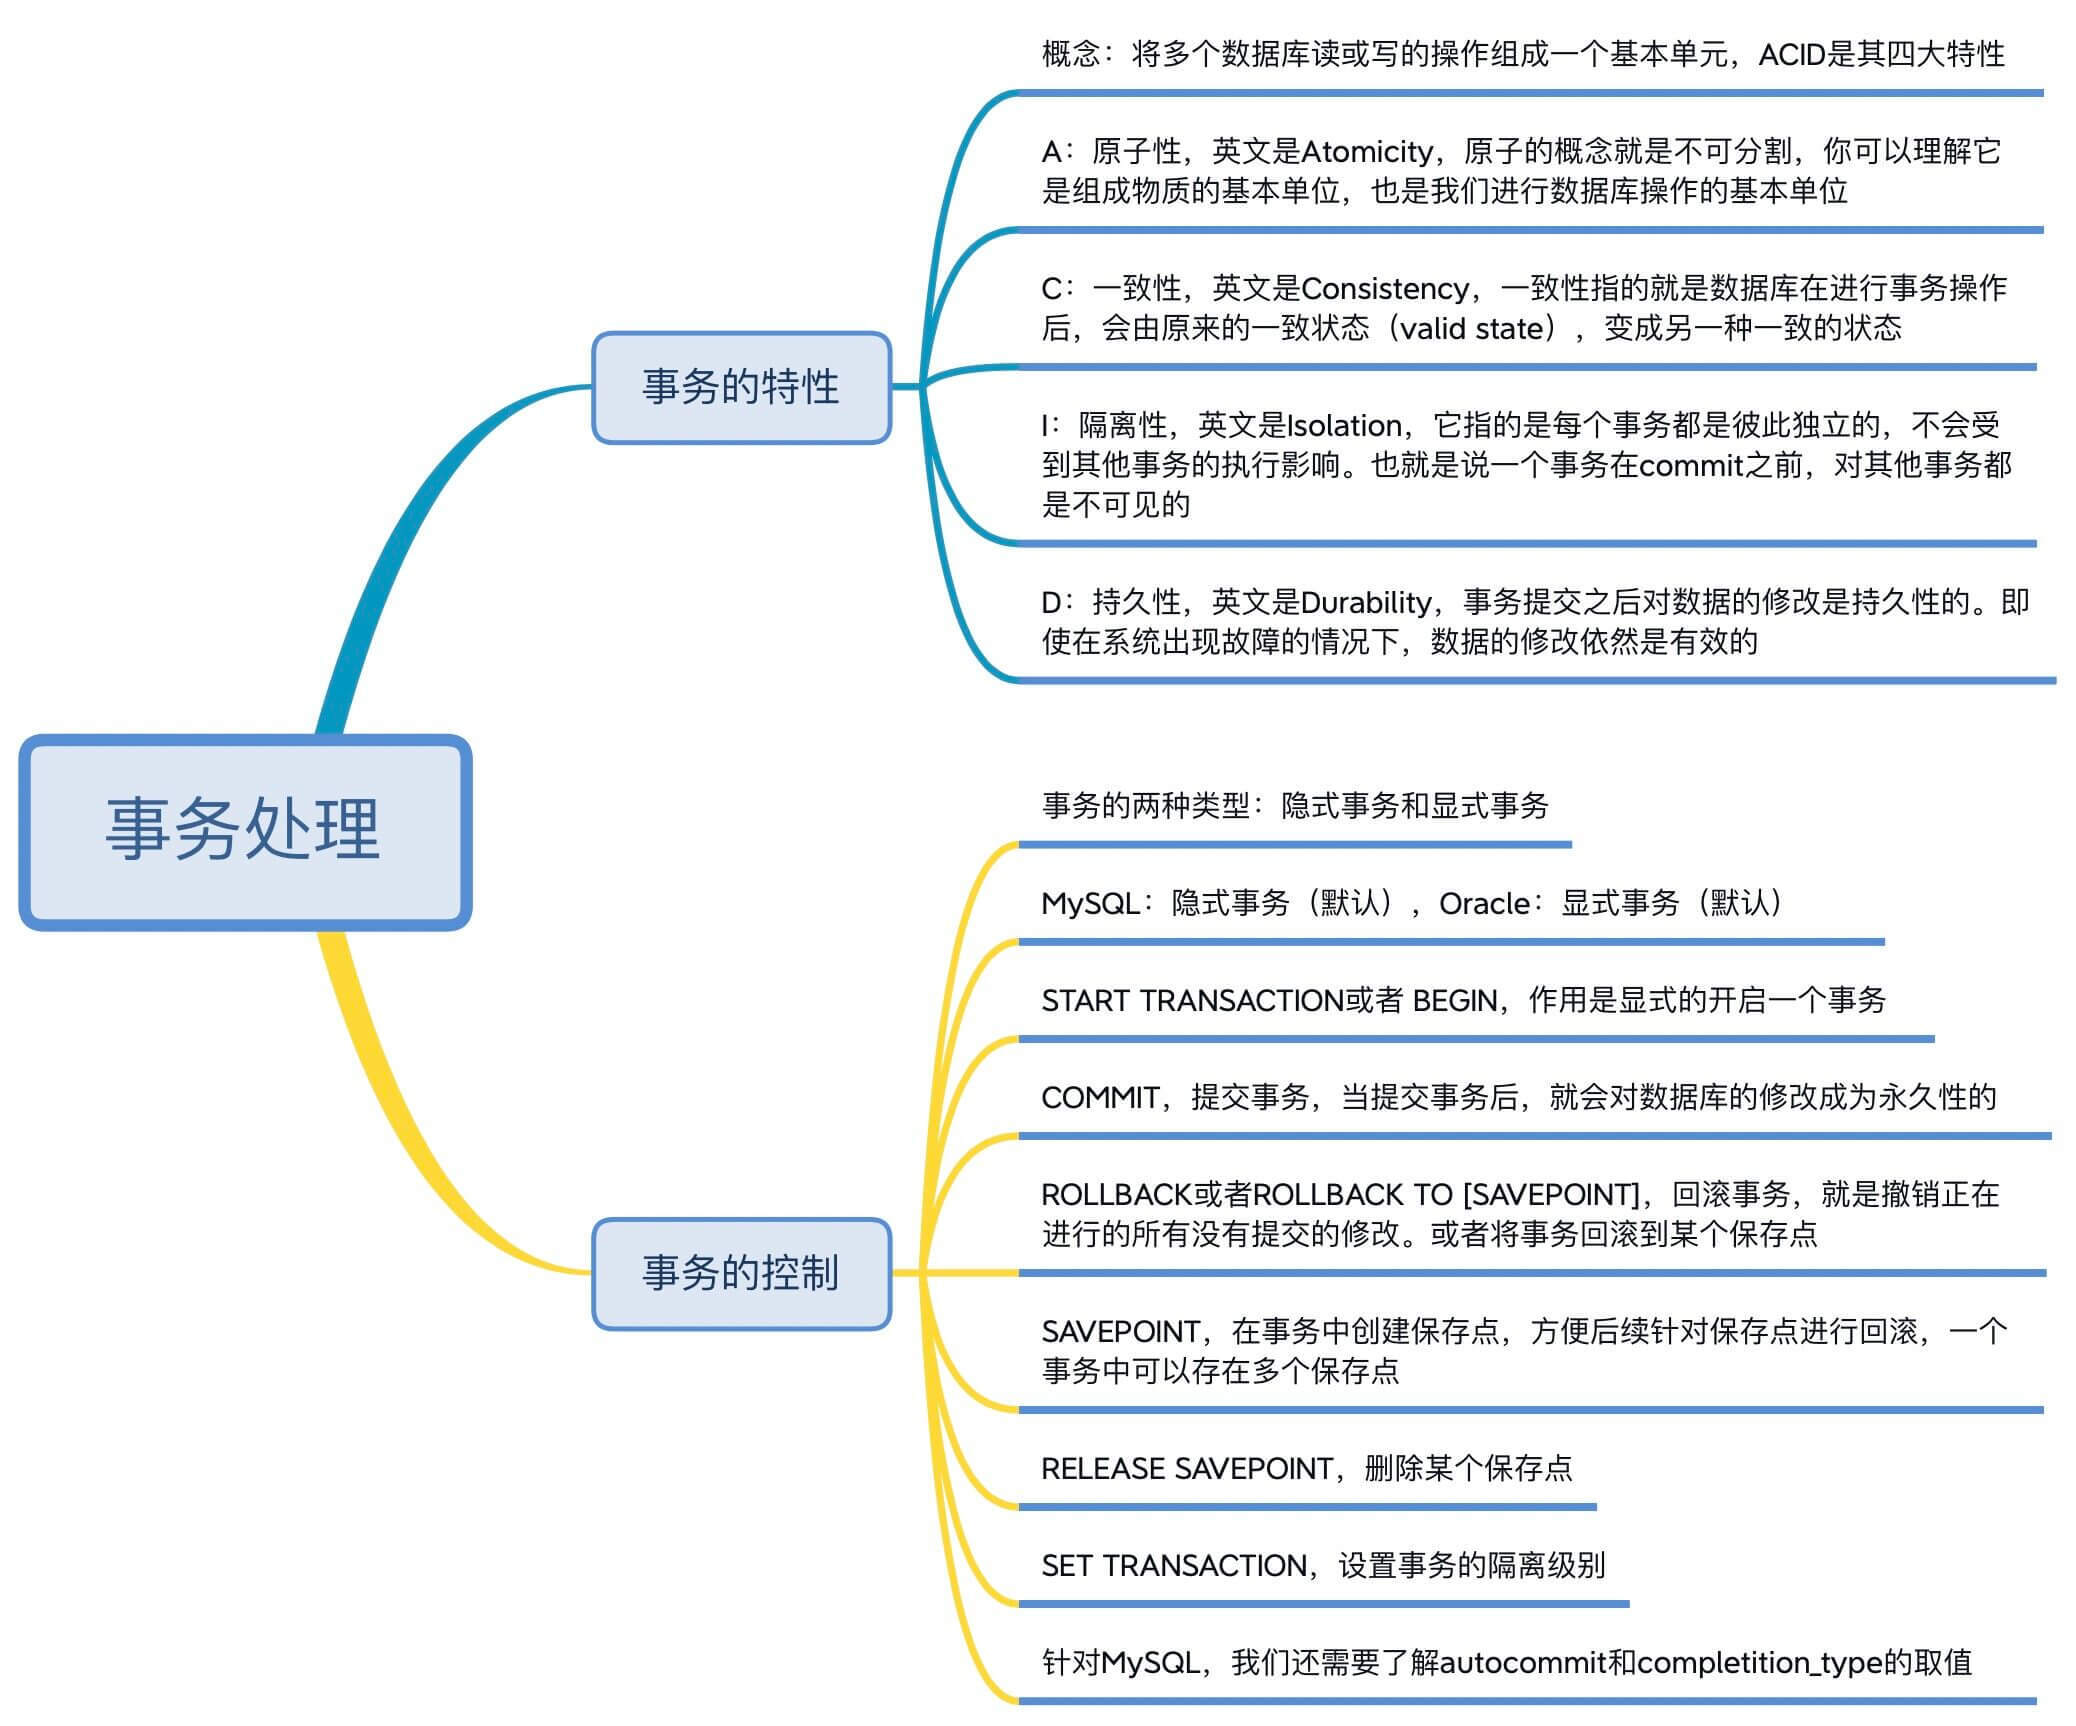 概念：将多个数据库读或写的操作组成一个基本单元，ACID是其四大特性
A：原子性，英文是Atomicity，原子的概念就是不可分割，你可以理解它
是组成物质的基本单位，也是我们进行数据库操作的基本单位
C：一致性，英文是Consistency，一致性指的就是数据库在进行事务操作
后，会由原来的一致状态（valid state），变成另一种一致的状态
事务的特性
I：隔离性，英文是Isolation，它指的是每个事务都是彼此独立的，不会受
到其他事务的执行影响。也就是说一个事务在commit之前，对其他事务都
是不可见的
D：持久性，英文是Durability，事务提交之后对数据的修改是持久性的。即
使在系统出现故障的情况下，数据的修改依然是有效的
事务处理
事务的两种类型：隐式事务和显式事务
MySQL：隐式事务（默认），Oracle：显式事务（默认）
START TRANSACTION或者 BEGIN，作用是显式的开启一个事务
COMMIT，提交事务，当提交事务后，就会对数据库的修改成为永久性的
ROLLBACK或者ROLLBACK TO [SAVEPOINT]，回滚事务，就是撤销正在
进行的所有没有提交的修改。或者将事务回滚到某个保存点
事务的控制
SAVEPOINT，在事务中创建保存点，方便后续针对保存点进行回滚，一个
事务中可以存在多个保存点
RELEASE SAVEPOINT，删除某个保存点
SET TRANSACTION，设置事务的隔离级别
针对MySQL，我们还需要了解autocommit和completition_type的取值